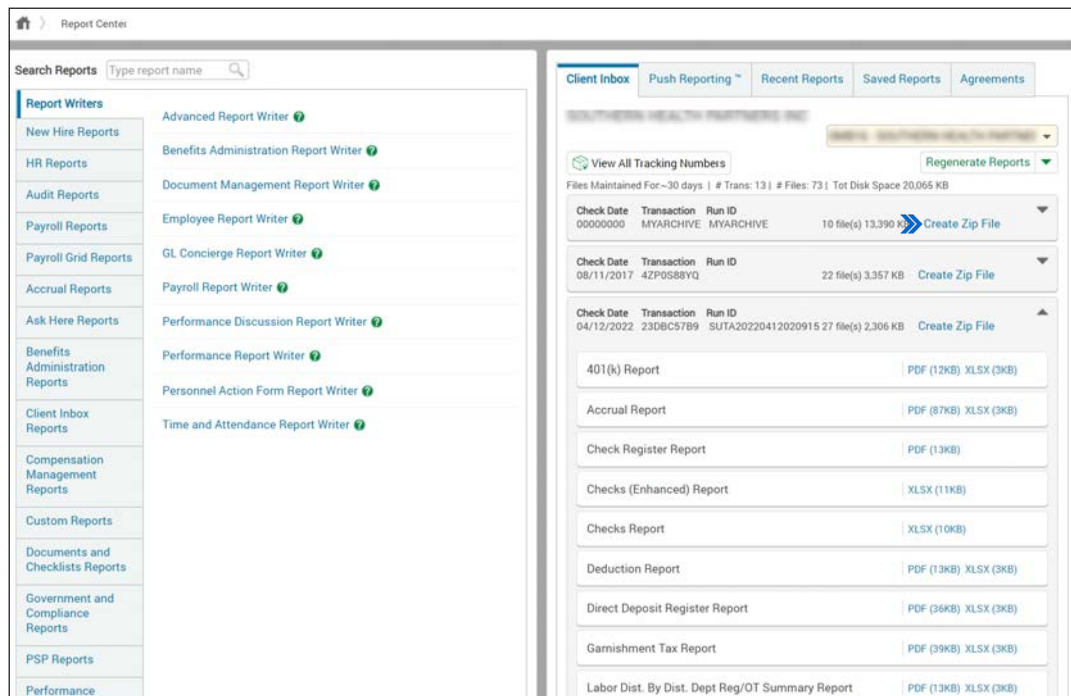 Report Center
Search Reports Type report name
Report Writers
New Hire Reports
HR Reports
Audit Reports
Payroll Reports
Payroll Grid Reports
Accrual Reports
Ask Here Reports
Benefits
Administration
Reports
Client Inbox
Reports
Compensation
Management
Reports
Custom Reports
Documents and
Checklists Reports
Government and
Compliance
Reports
PSP Reports
Performance
Advanced Report Writer ?
Benefits Administration Report Writer ?
Document Management Report Writer ?
Employee Report Writer ?
GL Concierge Report Writer ?
Payroll Report Writer ?
Performance Discussion Report Writer ?
Performance Report Writer ?
Personnel Action Form Report Writer ?
Time and Attendance Report Writer ?
Client Inbox Push Reporting ™ Recent Reports Saved Reports Agreements
SOUTHERN HEALTH PARTNERS INC
SOUTHERN HEALTH PARTNE
View All Tracking Numbers Regenerate Reports
Files Maintained For:~30 days | # Trans: 13 | # Files: 73 | Tot Disk Space 20,065 KB
Check Date Transaction Run ID
00000000 MYARCHIVE MYARCHIVE 10 file(s) 13,390 KB Create Zip File
Check Date Transaction Run ID
08/11/2017 4ZP0S88YQ 22 file(s) 3,357 KB Create Zip File
Check Date Transaction Run ID
04/12/2022 23DBC57B9 SUTA20220412020915 27 file(s) 2,306 KB Create Zip File
401(k) Report PDF (12KB) XLSX (3KB)
Accrual Report PDF (87KB) XLSX (3KB)
Check Register Report PDF (13KB)
Checks (Enhanced) Report XLSX (11KB)
Checks Report XLSX (10KB)
Deduction Report PDF (13KB) XLSX (3KB)
Direct Deposit Register Report PDF (36KB) XLSX (3KB)
Garnishment Tax Report PDF (39KB) XLSX (3KB)
Labor Dist. By Dist. Dept Reg/OT Summary Report PDF (13KB) XLSX (3KB)